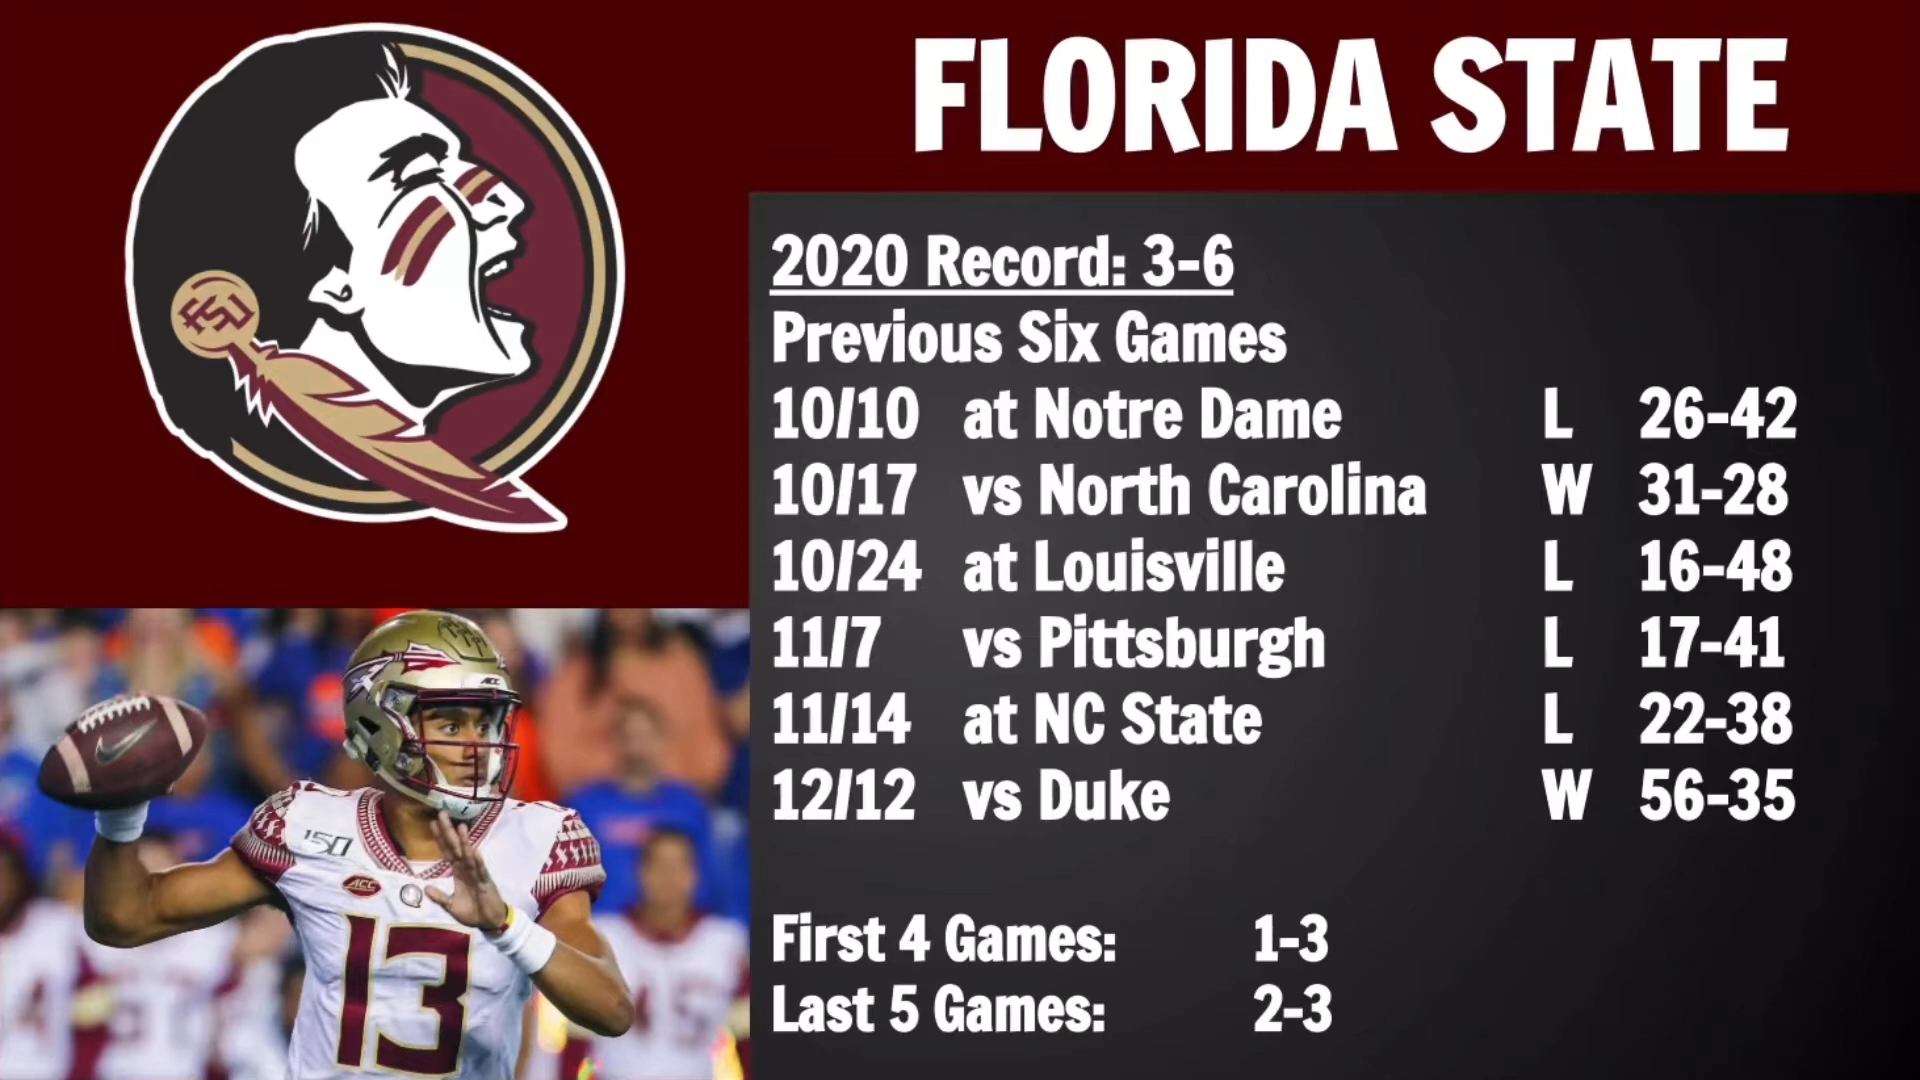 FLORIDA STATE
FSU
2020 Record: 3-6
Previous Six Games
10/10 at Notre Dame L 26-42
10/17 vs North Carolina W 31-28
10/24 at Louisville L 16-48
11/7 vs Pittsburgh L 17-41
11/14 at NC State L 22-38
12/12 vs Duke W 56-35
First 4 Games: 1-3
Last 5 Games: 2-3
ACC
150
ACC
13